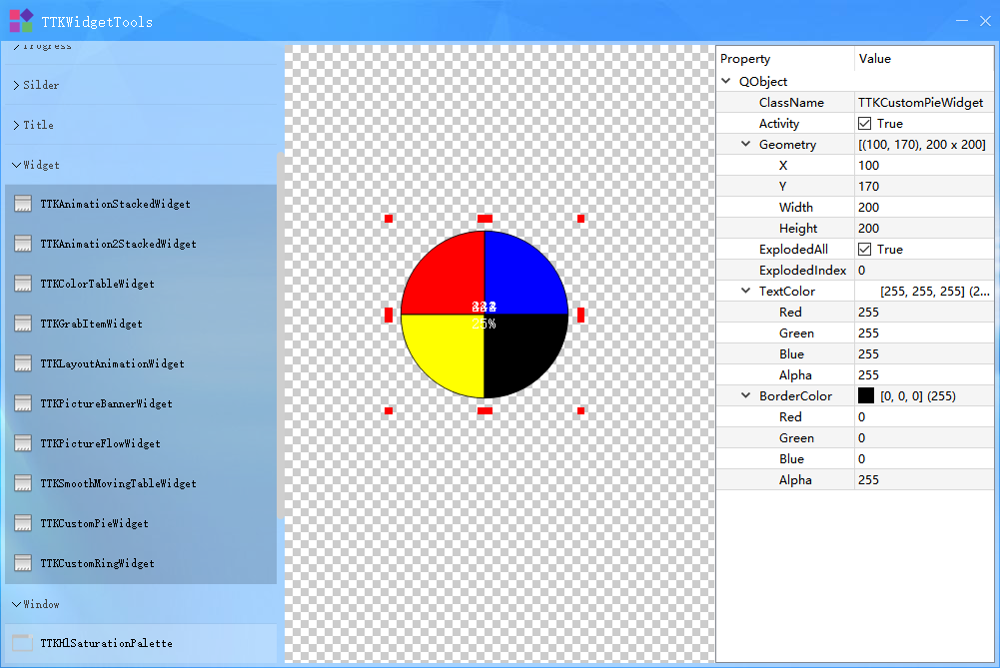 TTKWidgetTools
Progress
Silder
Title
Widget
TTKAnimationStackedWidget
TTKAnimation2StackedWidget
TTKColorTableWidget
TTKGrabItemWidget
TTKLayoutAnimationWidget
TTKPictureBannerWidget
TTKPictureFlowWidget
TTKSmoothMovingTableWidget
TTKCustomPieWidget
TTKCustomRingWidget
Window
TTKHlSaturationPalette
25%
Property Value
QObject
ClassName TTKCustomPieWidget
Activity True
Geometry [(100, 170), 200 x 200]
X 100
Y 170
Width 200
Height 200
ExplodedAll True
ExplodedIndex 0
TextColor [255, 255, 255] (2...
Red 255
Green 255
Blue 255
Alpha 255
BorderColor [0, 0, 0] (255)
Red 0
Green 0
Blue 0
Alpha 255